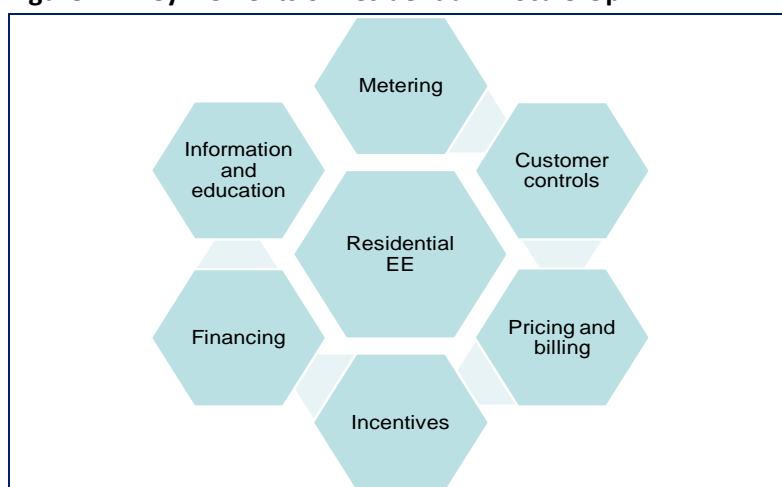 Metering
Information
and
education
Customer
controls
Residential
EE
Financing
Pricing and
billing
Incentives